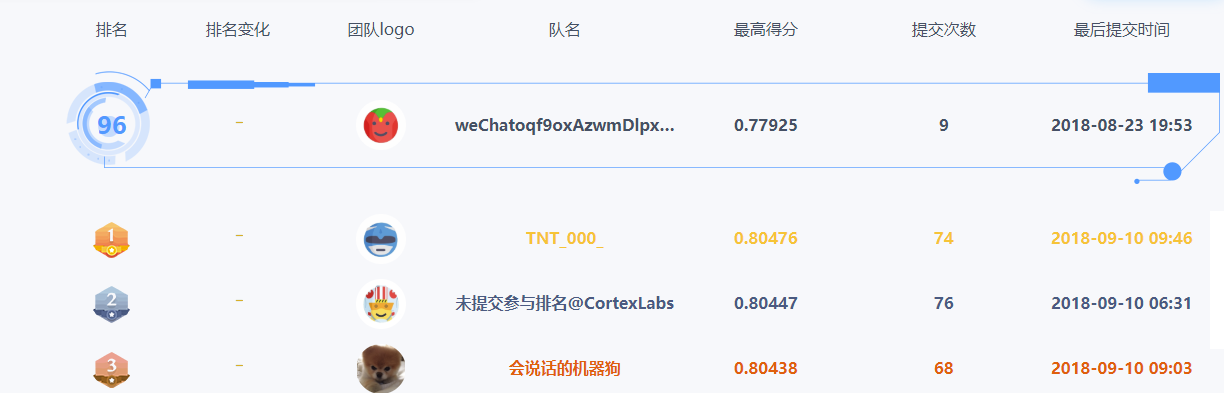 排名 排名变化 团队logo 队名 最高得分 提交次数 最后提交时间
96 – weChatoqf9oxAzwmDlpx... 0.77925 9 2018-08-23 19:53
1 – TNT_000_ 0.80476 74 2018-09-10 09:46
2 – 未提交参与排名@CortexLabs 0.80447 76 2018-09-10 06:31
3 – 会说话的机器狗 0.80438 68 2018-09-10 09:03